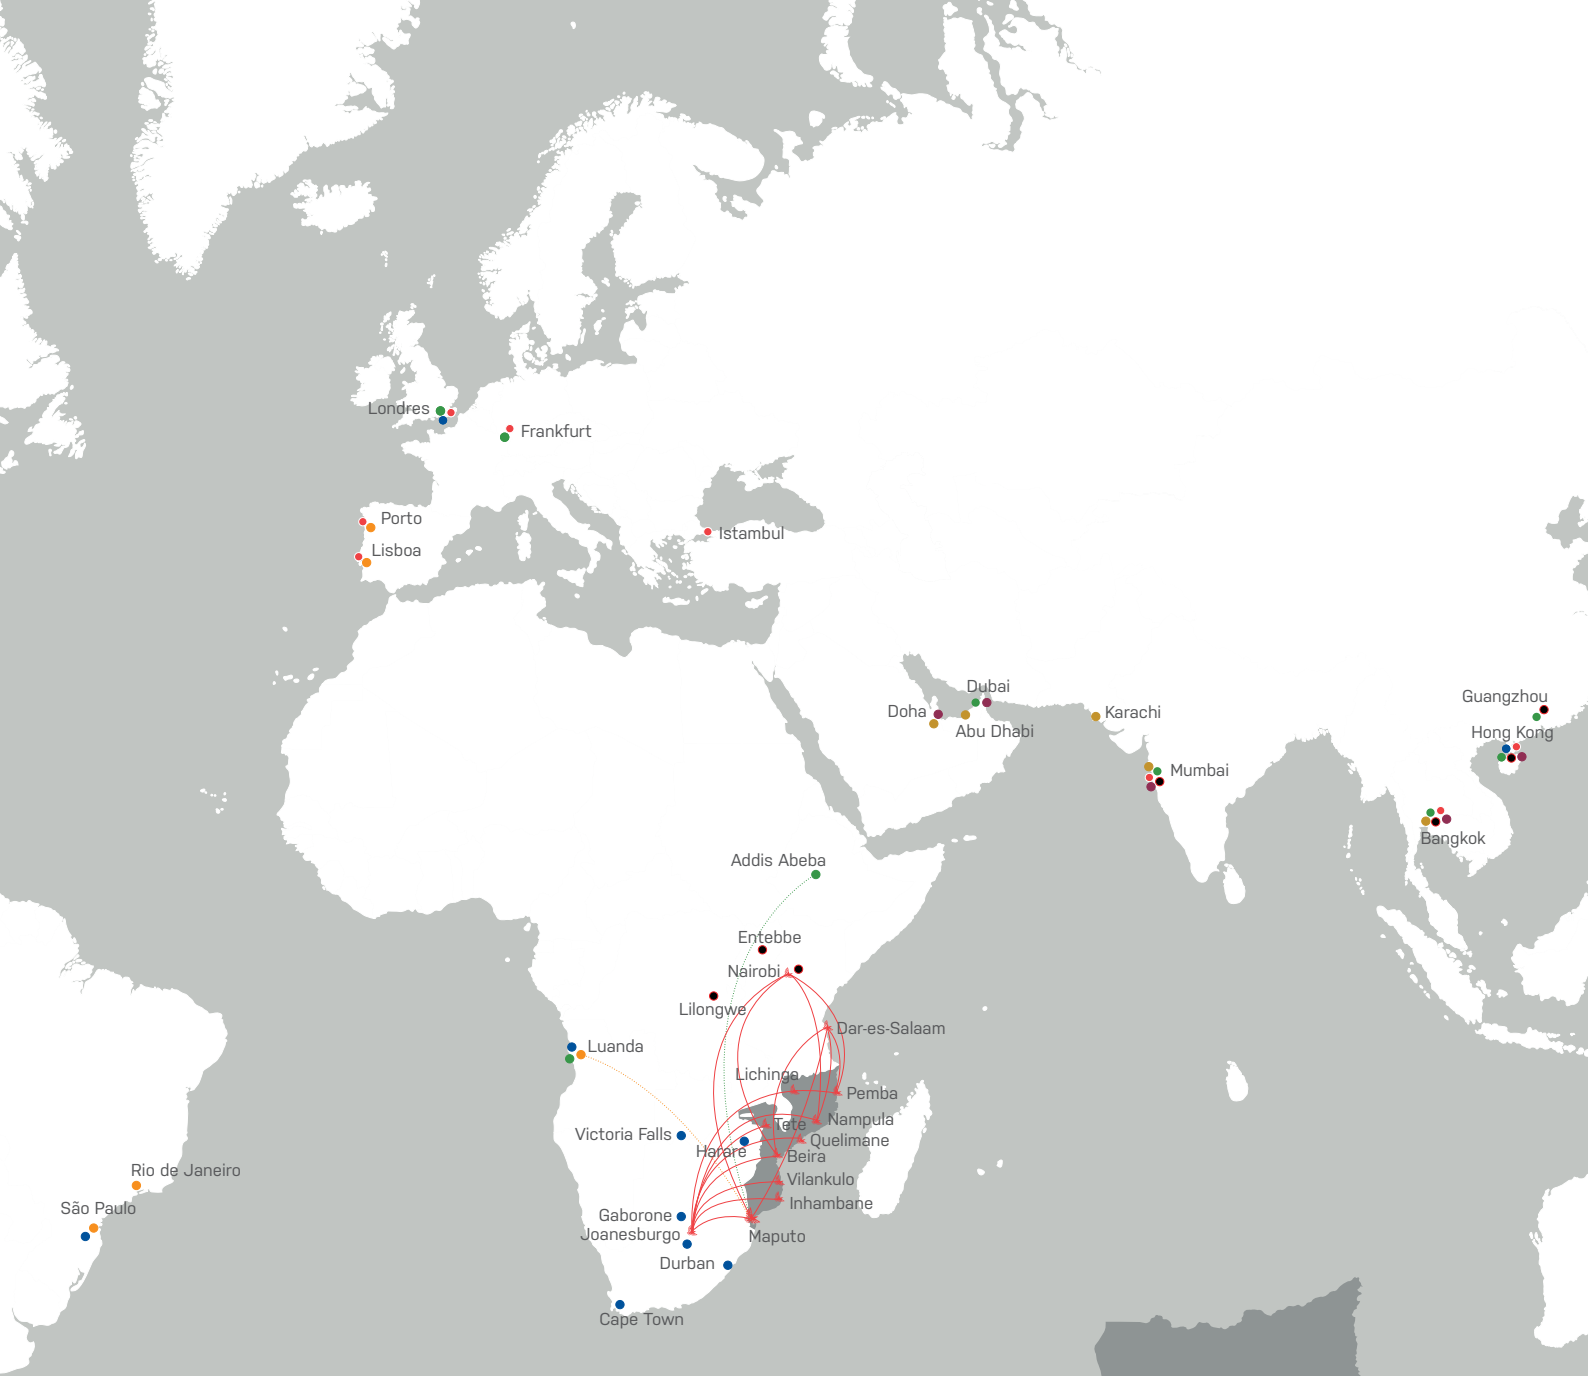 Londres
Frankfurt
Porto
Istambul
Lisboa
Dubai
Doha
Karachi
Abu Dhabi
Guangzhou
Hong Kong
Mumbai
Bangkok
Addis Abeba
Entebbe
Nairobi
Lilongwe
Dar-es-Salaam
Luanda
Lichinga
Pemba
Nampula
Tete
Victoria Falls
Quelimane
Harare
Beira
Rio de Janeiro
Vilankulo
São Paulo
Inhambane
Gaborone
Joanesburgo
Maputo
Durban
Cape Town